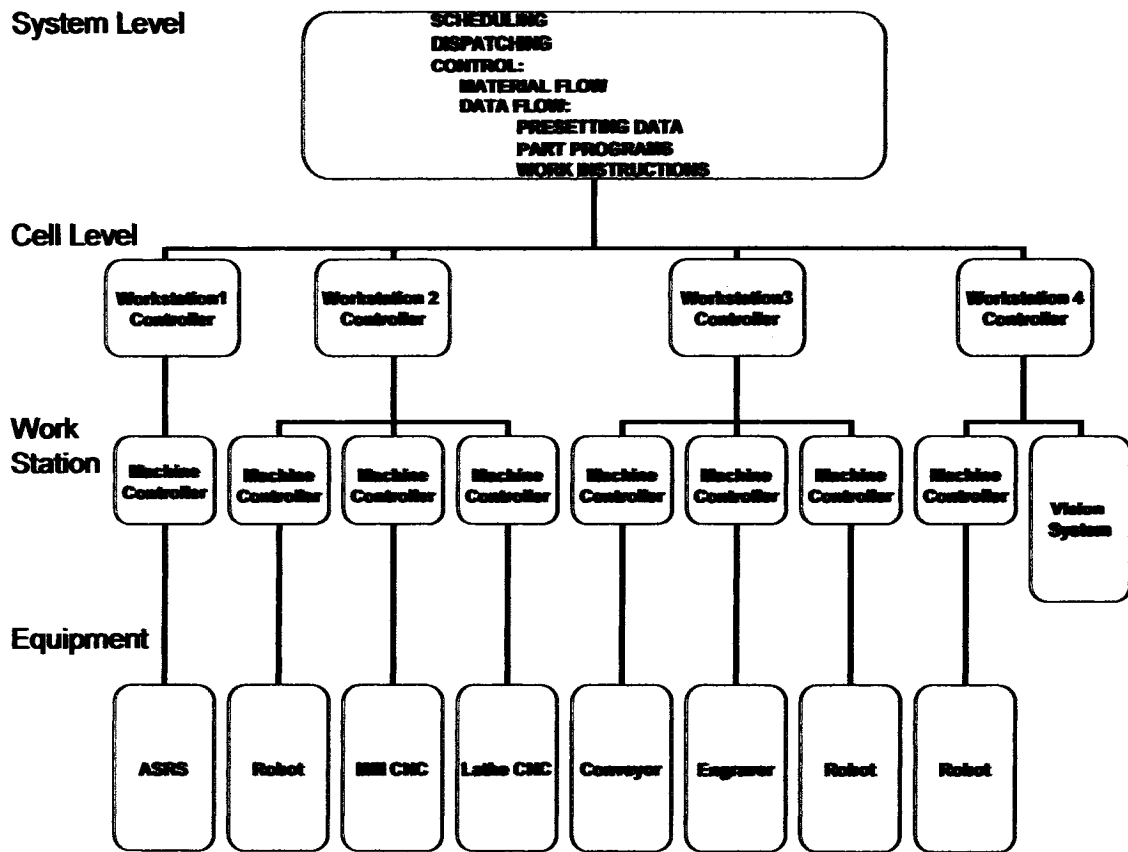 System Level
SCHEDULING
DISPATCHING
CONTROL:
MATERIAL FLOW
DATA FLOW:
PRESETTING DATA
PART PROGRAMS
WORK INSTRUCTIONS
Cell Level
Workstation1
Controller
Workstation 2
Controller
Workstation3
Controller
Workstation 4
Controller
Work
Station
Machine
Controller
Machine
Controller
Machine
Controller
Machine
Controller
Machine
Controller
Machine
Controller
Machine
Controller
Machine
Controller
Vision
System
Equipment
ASRS
Robot
Mill CNC
Lathe CNC
Conveyor
Engraver
Robot
Robot